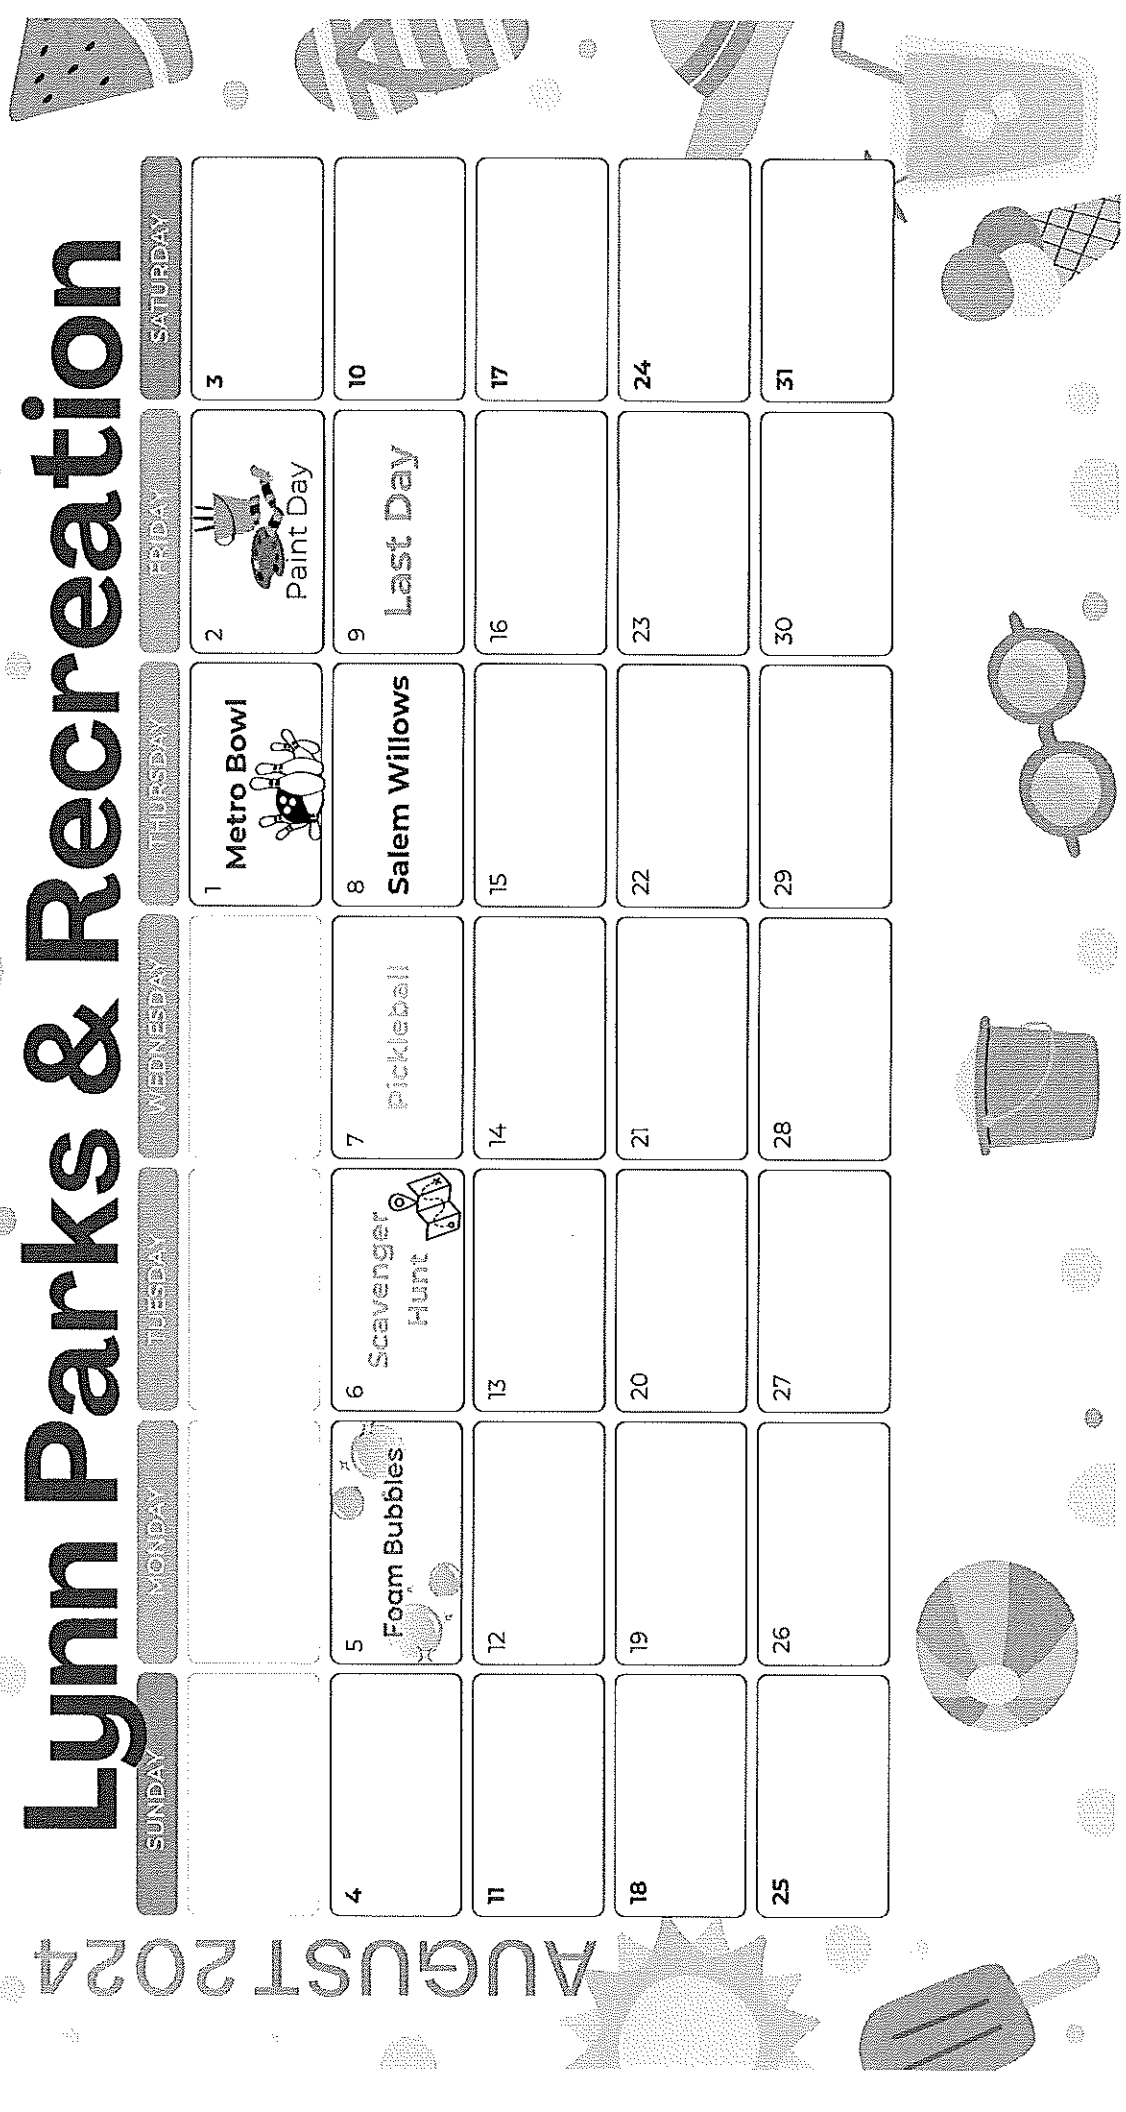 Lynn Parks & Recreation
AUGUST 2024
SUNDAY MONDAY TUESDAY WEDNESDAY THURSDAY FRIDAY SATURDAY
1
Metro Bowl
2
Paint Day
3
4
5
Foam Bubbles
6
Scavenger
Hunt
7
Pickleball
8
Salem Willows
9
Last Day
10
11 12 13 14 15 16 17
18 19 20 21 22 23 24
25 26 27 28 29 30 31